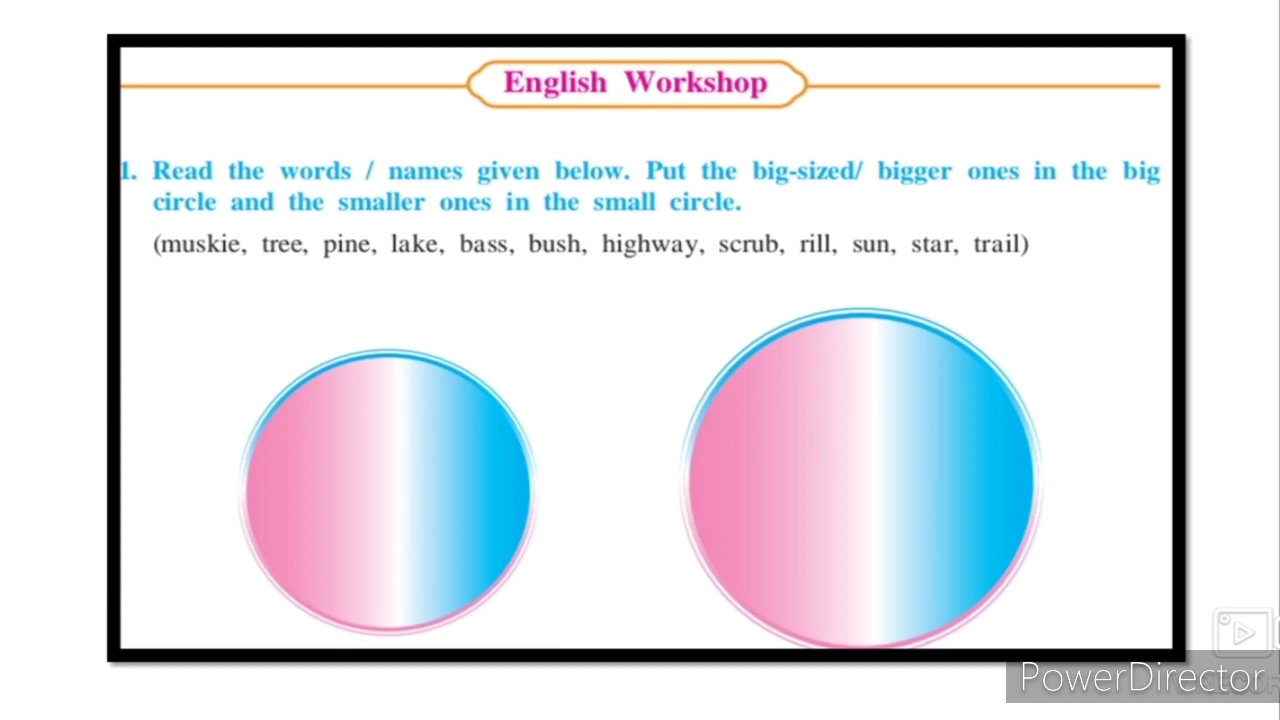 English Workshop
1. Read the words / names given below. Put the big-sized/ bigger ones in the big
circle and the smaller ones in the small circle.
(muskie, tree, pine, lake, bass, bush, highway, scrub, rill, sun, star, trail)
PowerDirector